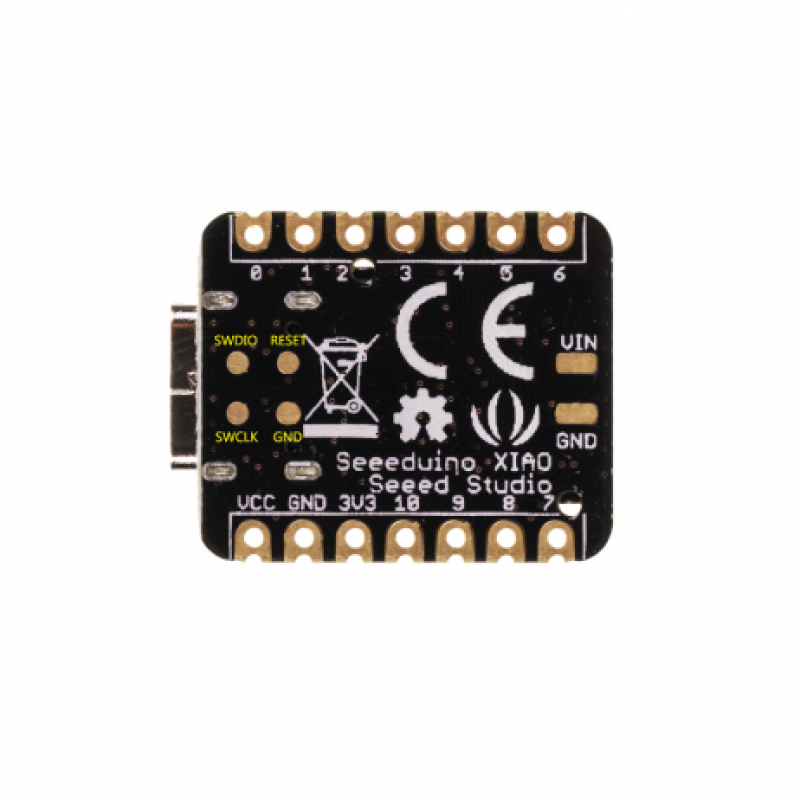 0 1 2 3 4 5 6
SWDIO RESET
VIN
SWCLK GND
GND
Seeeduino XIAO
Seeed Studio
VCC GND 3V3 10 9 8 7